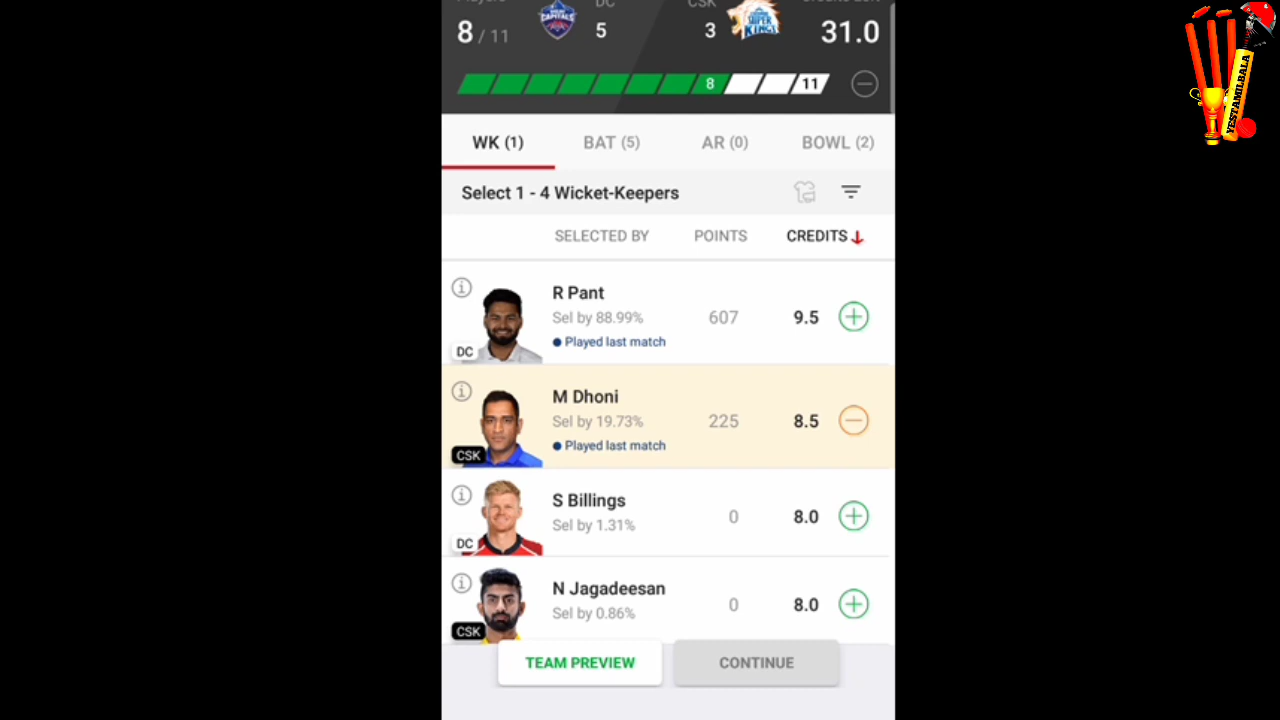 DC
CSK
8 / 11
5
3
31.0
8
11
WK (1)
BAT (5)
AR (0)
BOWL (2)
Select 1 - 4 Wicket-Keepers
SELECTED BY
POINTS
CREDITS
R Pant
Sel by 88.99%
607
9.5
Played last match
DC
M Dhoni
Sel by 19.73%
225
8.5
Played last match
CSK
S Billings
Sel by 1.31%
0
8.0
DC
N Jagadeesan
Sel by 0.86%
0
8.0
CSK
TEAM PREVIEW
CONTINUE
YESTAMILBALA